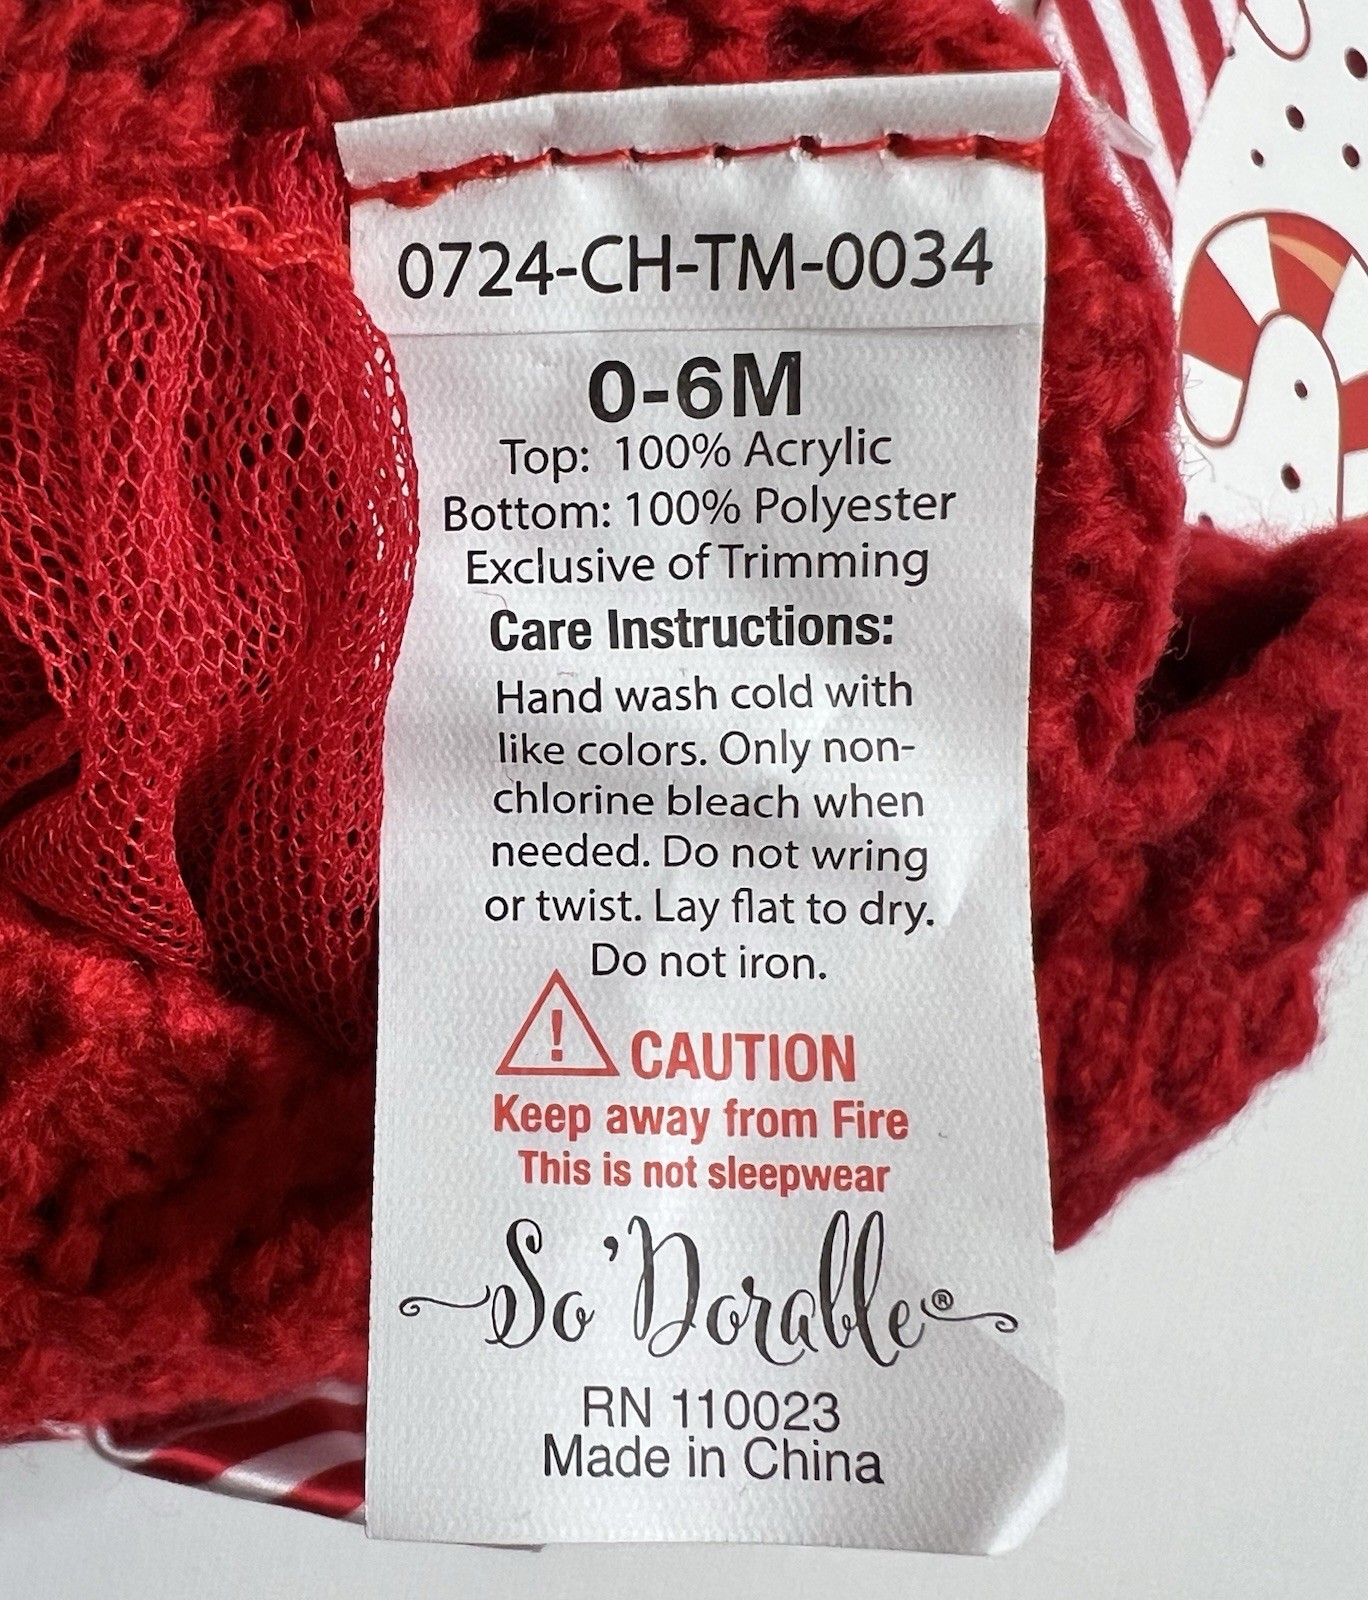 0724-CH-TM-0034
0-6M
Top: 100% Acrylic
Bottom: 100% Polyester
Exclusive of Trimming
Care Instructions:
Hand wash cold with
like colors. Only non-
chlorine bleach when
needed. Do not wring
or twist. Lay flat to dry.
Do not iron.
! CAUTION
Keep away from Fire
This is not sleepwear
So 'Dorable®
RN 110023
Made in China